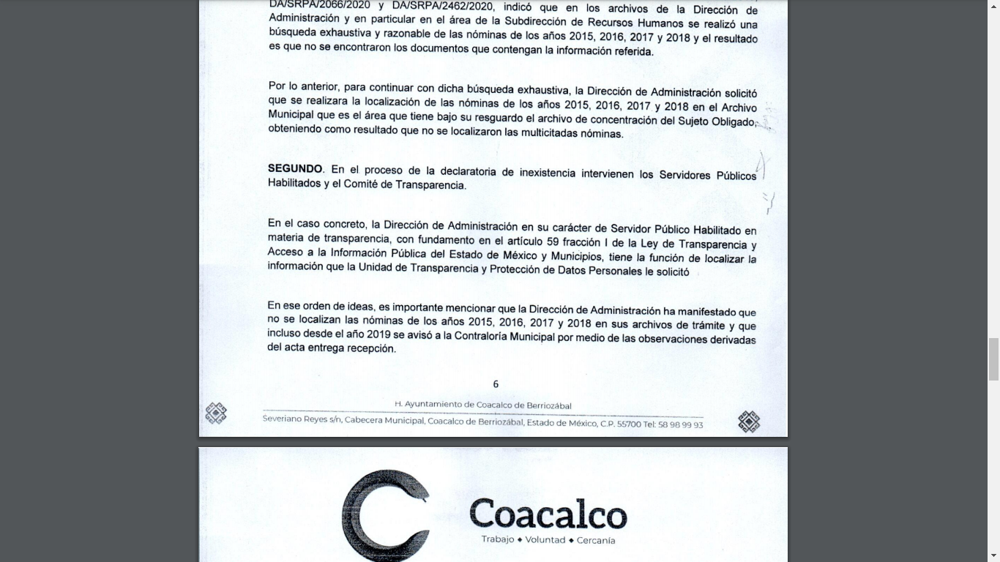 DA/SRPA/2066/2020 y DA/SRPA/2462/2020, indicó que en los archivos de la Dirección de
Administración y en particular en el área de la Subdirección de Recursos Humanos se realizó una
búsqueda exhaustiva y razonable de las nóminas de los años 2015, 2016, 2017 y 2018 y el resultado
es que no se encontraron los documentos que contengan la información referida.
Por lo anterior, para continuar con dicha búsqueda exhaustiva, la Dirección de Administración solicitó
que se realizara la localización de las nóminas de los años 2015, 2016, 2017 y 2018 en el Archivo
Municipal que es el área que tiene bajo su resguardo el archivo de concentración del Sujeto Obligado,
obteniendo como resultado que no se localizaron las multicitadas nóminas.
SEGUNDO. En el proceso de la declaratoria de inexistencia intervienen los Servidores Públicos
Habilitados y el Comité de Transparencia.
En el caso concreto, la Dirección de Administración en su carácter de Servidor Público Habilitado en
materia de transparencia, con fundamento en el artículo 59 fracción I de la Ley de Transparencia y
Acceso a la Información Pública del Estado de México y Municipios, tiene la función de localizar la
información que la Unidad de Transparencia y Protección de Datos Personales le solicitó
En ese orden de ideas, es importante mencionar que la Dirección de Administración ha manifestado que
no se localizan las nóminas de los años 2015, 2016, 2017 y 2018 en sus archivos de trámite y que
incluso desde el año 2019 se avisó a la Contraloría Municipal por medio de las observaciones derivadas
del acta entrega recepción.
6
H. Ayuntamiento de Coacalco de Berriozábal
Severiano Reyes s/n, Cabecera Municipal, Coacalco de Berriozábal, Estado de México, C.P. 55700 Tel: 58 98 99 93
Coacalco
Trabajo ◆ Voluntad ◆ Cercanía